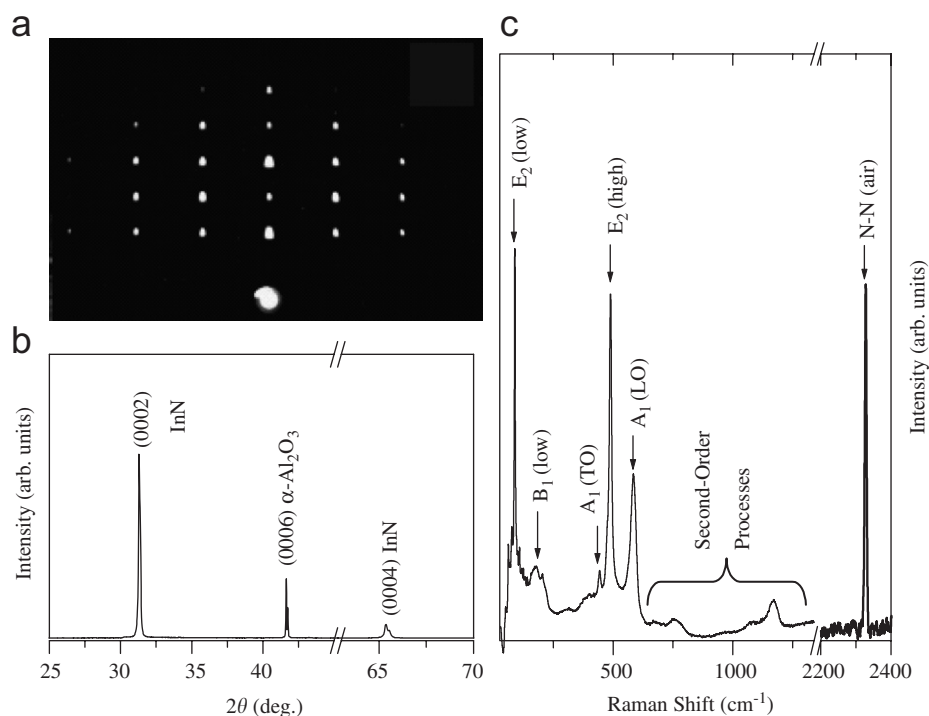 a
b
c
Intensity (arb. units)
(0002)
InN
(0006) α-Al₂O₃
(0004) InN
25
31
35
40
65
70
2θ (deg.)
E₂ (low)
B₁ (low)
A₁ (TO)
E₂ (high)
A₁ (LO)
Second-Order
Processes
N-N (air)
Intensity (arb. units)
500
1000
2200
2400
Raman Shift (cm⁻¹)